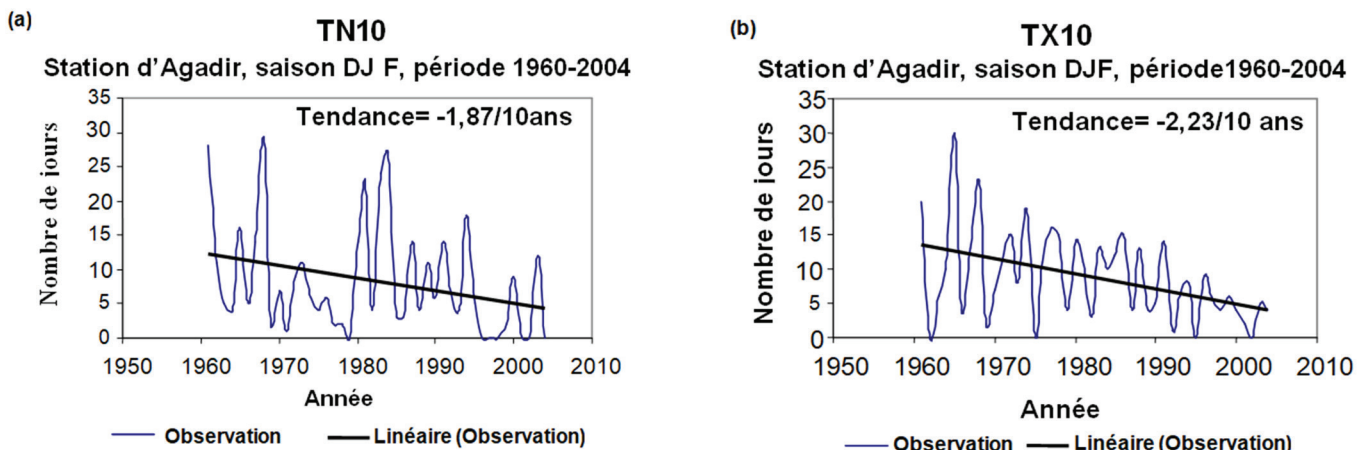 (a)
TN10
Station d'Agadir, saison DJ F, période 1960-2004
Tendance= -1,87/10ans
Nombre de jours
35
30
25
20
15
10
5
0
1950 1960 1970 1980 1990 2000 2010
Année
Observation Linéaire (Observation)
(b)
TX10
Station d'Agadir, saison DJF, période1960-2004
Tendance= -2,23/10 ans
Nombre de jours
35
30
25
20
15
10
5
0
1950 1960 1970 1980 1990 2000 2010
Année
Observation Linéaire (Observation)